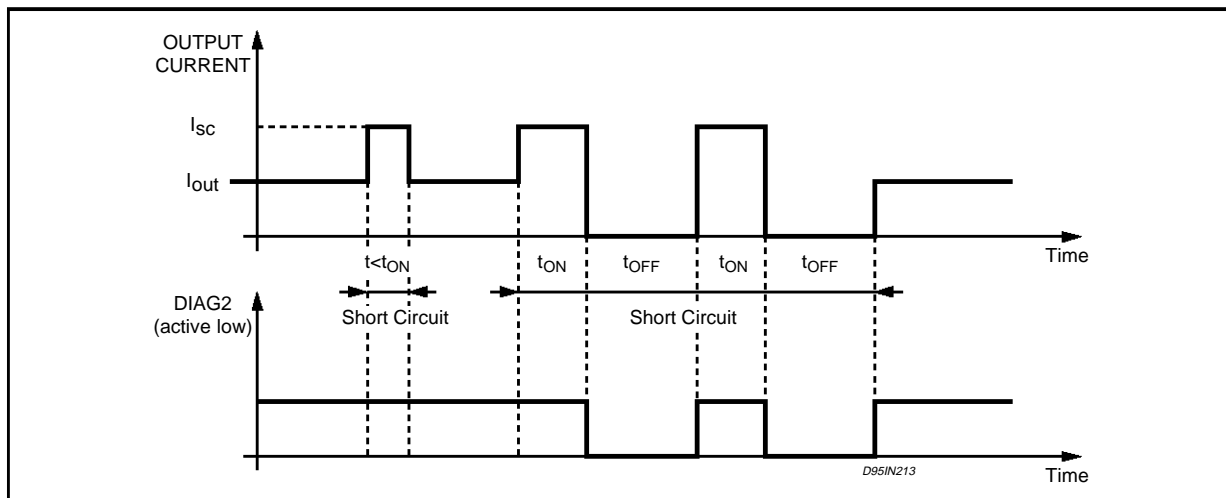 OUTPUT
CURRENT
Isc
Iout
Time
t<tON
tON
tOFF
tON
tOFF
DIAG2
(active low)
Short Circuit
Short Circuit
D95IN213
Time